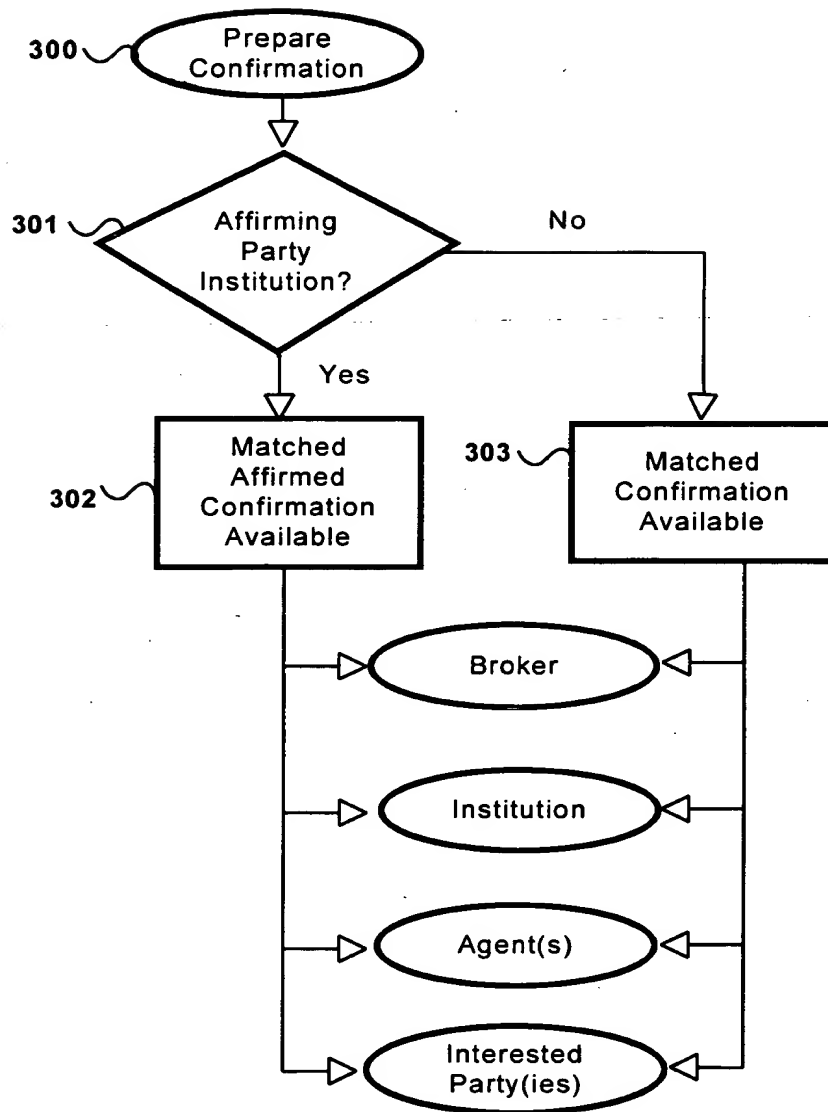 300
Prepare
Confirmation
301
Affirming
Party
Institution?
No
Yes
302
Matched
Affirmed
Confirmation
Available
303
Matched
Confirmation
Available
Broker
Institution
Agent(s)
Interested
Party(ies)